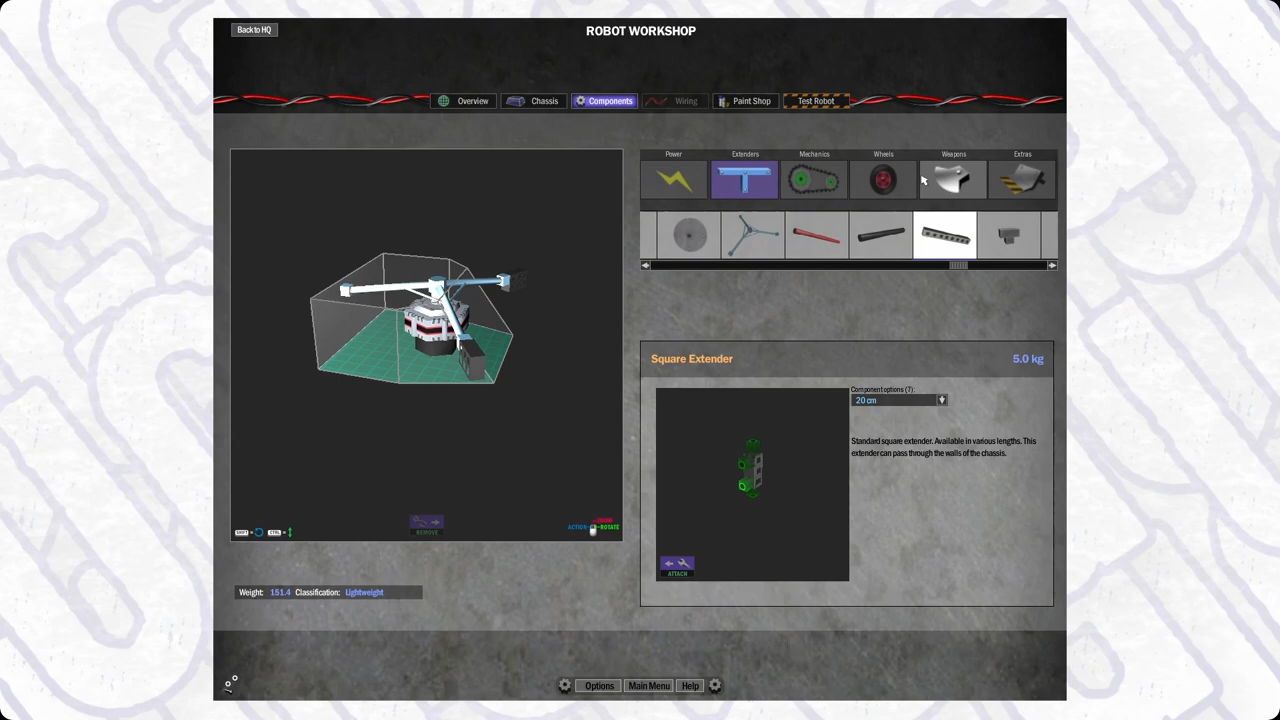 Back to HQ
ROBOT WORKSHOP
Overview
Chassis
Components
Wiring
Paint Shop
Test Robot
Power
Extenders
Mechanics
Wheels
Weapons
Extras
Square Extender
5.0 kg
Component options (7):
20 cm
Standard square extender. Available in various lengths. This
extender can pass through the walls of the chassis.
ATTACH
SHIFT =
CTRL =
REMOVE
ACTION
ROTATE
Weight: 151.4 Classification: Lightweight
Options
Main Menu
Help